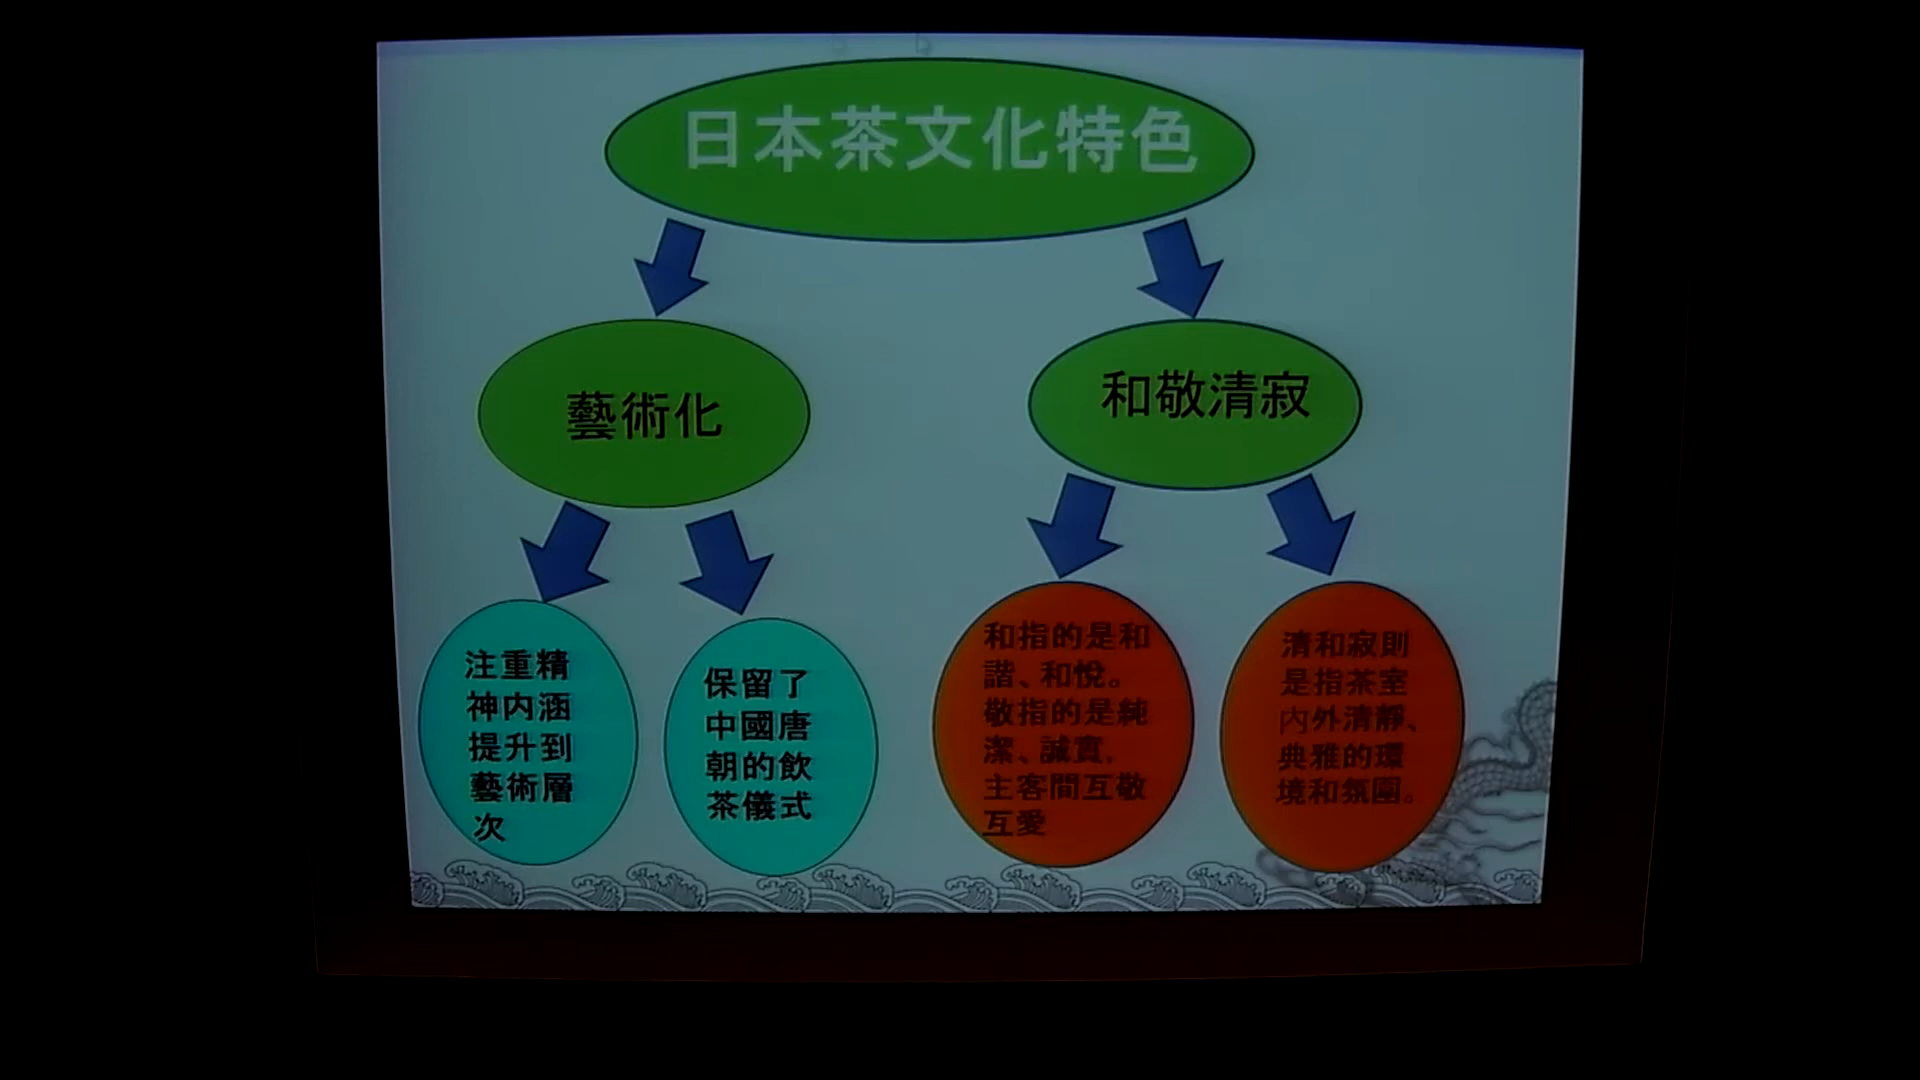 日本茶文化特色
藝術化
和敬清寂
注重精
神内涵
提升到
藝術層
次
保留了
中國唐
朝的飲
茶儀式
和指的是和
諧、和悅。
敬指的是純
潔、誠實,
主客間互敬
互愛
清和寂則
是指茶室
內外清靜、
典雅的環
境和氛圍。